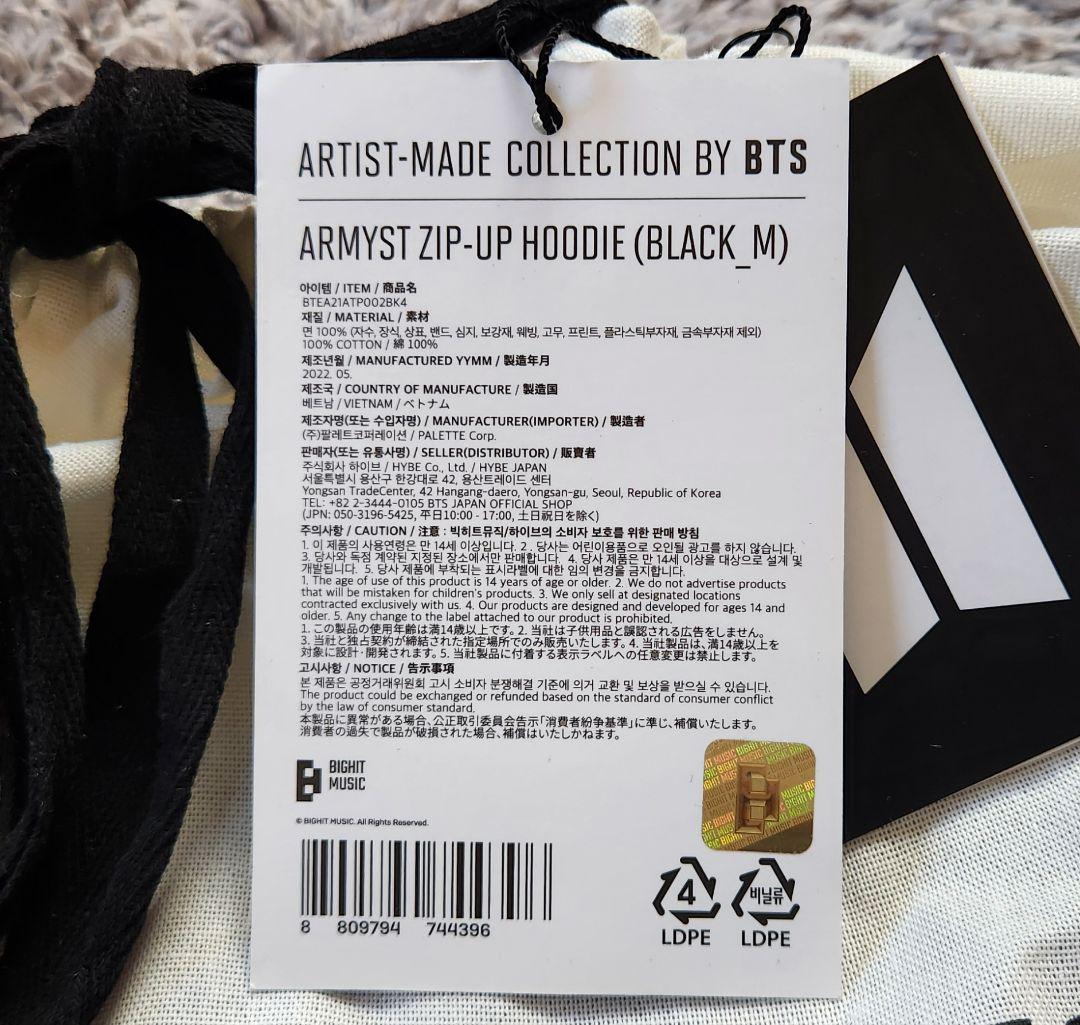 ARTIST-MADE COLLECTION BY BTS
ARMYST ZIP-UP HOODIE (BLACK_M)
아이템 / ITEM / 商品名
BTEA21ATP002BK4
재질 / MATERIAL / 素材
면 100% (자수, 장식, 상표, 밴드, 심지, 보강재, 웨빙, 고무, 프린트, 플라스틱부자재, 금속부자재 제외)
100% COTTON / 綿 100%
제조년월 / MANUFACTURED YYMM / 製造年月
2022. 05.
제조국 / COUNTRY OF MANUFACTURE / 製造国
베트남 / VIETNAM / ベトナム
제조자명(또는 수입자명) / MANUFACTURER(IMPORTER) / 製造者
(주)팔레트코퍼레이션 / PALETTE Corp.
판매자(또는 유통사명) / SELLER(DISTRIBUTOR) / 販賣者
주식회사 하이브 / HYBE Co., Ltd. / HYBE JAPAN
서울특별시 용산구 한강대로 42, 용산트레이드 센터
Yongsan TradeCenter, 42 Hangang-daero, Yongsan-gu, Seoul, Republic of Korea
TEL: +82 2-3444-0105 BTS JAPAN OFFICIAL SHOP
(JPN: 050-3196-5425, 平日10:00 - 17:00, 土日祝日を除く)
주의사항 / CAUTION / 注意 : 빅히트뮤직/하이브의 소비자 보호를 위한 판매 방침
1. 이 제품의 사용연령은 만 14세 이상입니다. 2 . 당사는 어린이용품으로 오인될 광고를 하지 않습니다.
3. 당사와 독점 계약된 지정된 장소에서만 판매합니다. 4. 당사 제품은 만 14세 이상을 대상으로 설계 및
개발됩니다. 5. 당사 제품에 부착되는 표시라벨에 대한 임의 변경을 금지합니다.
1. The age of use of this product is 14 years of age or older. 2. We do not advertise products
that will be mistaken for children's products. 3. We only sell at designated locations
contracted exclusively with us. 4. Our products are designed and developed for ages 14 and
older. 5. Any change to the label attached to our product is prohibited.
1. この製品の使用年齢は満14歳以上です。2. 当社は子供用品と誤認される広告をしません。
3. 当社と独占契約が締結された指定場所でのみ販売いたします。4. 当社製品は、満14歳以上を
対象に設計·開発されます。5. 当社製品に付着する表示ラベルへの任意変更は禁止します。
고시사항 / NOTICE / 告示事項
본 제품은 공정거래위원회 고시 소비자 분쟁해결 기준에 의거 교환 및 보상을 받으실 수 있습니다.
The product could be exchanged or refunded based on the standard of consumer conflict
by the law of consumer standard.
本製品に異常がある場合、公正取引委員会告示「消費者紛争基準」に準じ、補償いたします。
消費者の過失で製品が破損された場合、補償はいたしかねます。
BIGHIT
MUSIC
© BIGHIT MUSIC. All Rights Reserved.
8 809794 744396
4
비닐류
LDPE
LDPE